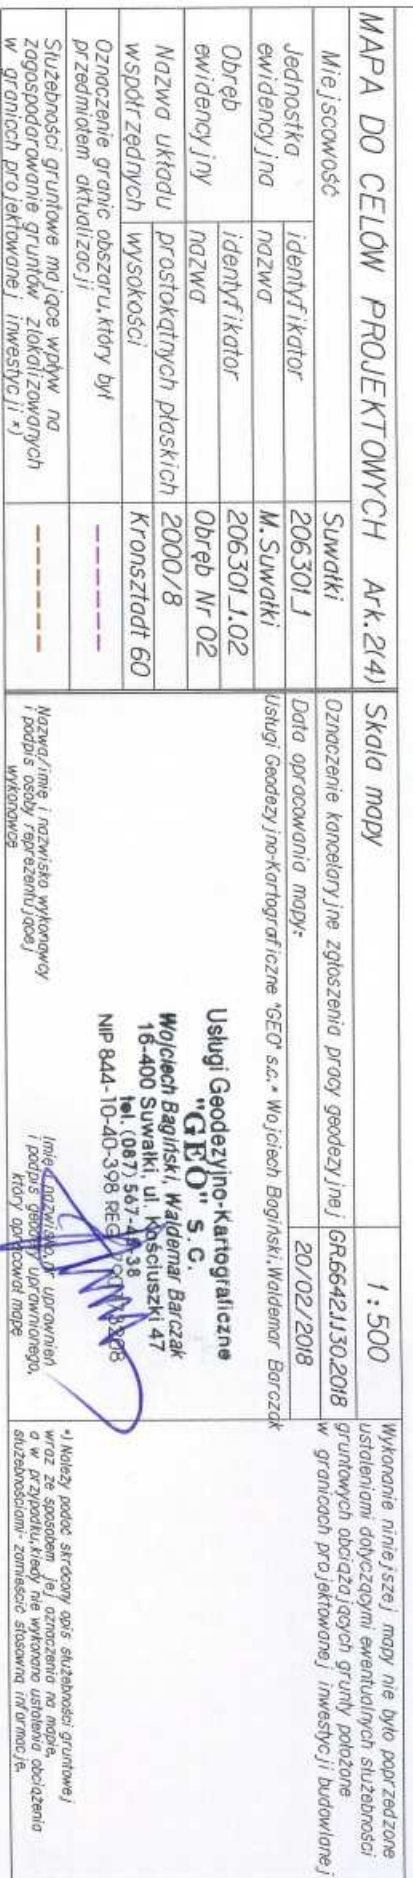 MAPA DO CELÓW PROJEKTOWYCH Ark.2(4)
Miejscowość
Suwałki
Jednostka
ewidencyjna
identyfikator
206301_1
nazwa
M.Suwałki
Obręb
ewidencyjny
identyfikator
206301_1.02
nazwa
Obręb Nr 02
Nazwa układu
współrzędnych
prostokątnych płaskich
2000/8
wysokości
Kronsztadt 60
Oznaczenie granic obszaru,który był
przedmiotem aktualizacji
Służebności gruntowe mające wpływ na
zagospodarowanie gruntów zlokalizowanych
w granicach projektowanej inwestycji *)
Skala mapy
1:500
Oznaczenie kancelaryjne zgłoszenia pracy geodezyjnej
GR.6642.1.130.2018
Data opracowania mapy:
20/02/2018
Usługi Geodezyjno-Kartograficzne "GEO" s.c." Wojciech Bagiński,Waldemar Barczak
Usługi Geodezyjno-Kartograficzne
"GEO" s.c.
Wojciech Bagiński, Waldemar Barczak
16-400 Suwałki, ul. Kościuszki 47
tel. (087) 567-
38
NIP 844-10-40-398
Nazwa/imię i nazwisko wykonawcy
i podpis osoby reprezentującej
wykonawcę
Imię i nazwisko,nr uprawnień
i podpis geodety uprawnionego,
który opracował mapę
Wykonanie niniejszej mapy nie było poprzedzone
ustaleniami dotyczącymi ewentualnych służebności
gruntowych obciążających grunty położone
w granicach projektowanej inwestycji budowlanej
*) Należy podać skrócony opis służebności gruntowej
wraz ze sposobem jej oznaczenia na mapie,
a w przypadku,kiedy nie wykonano ustalenia obciążenia
służebnościami- zamieścić stosowną informację.